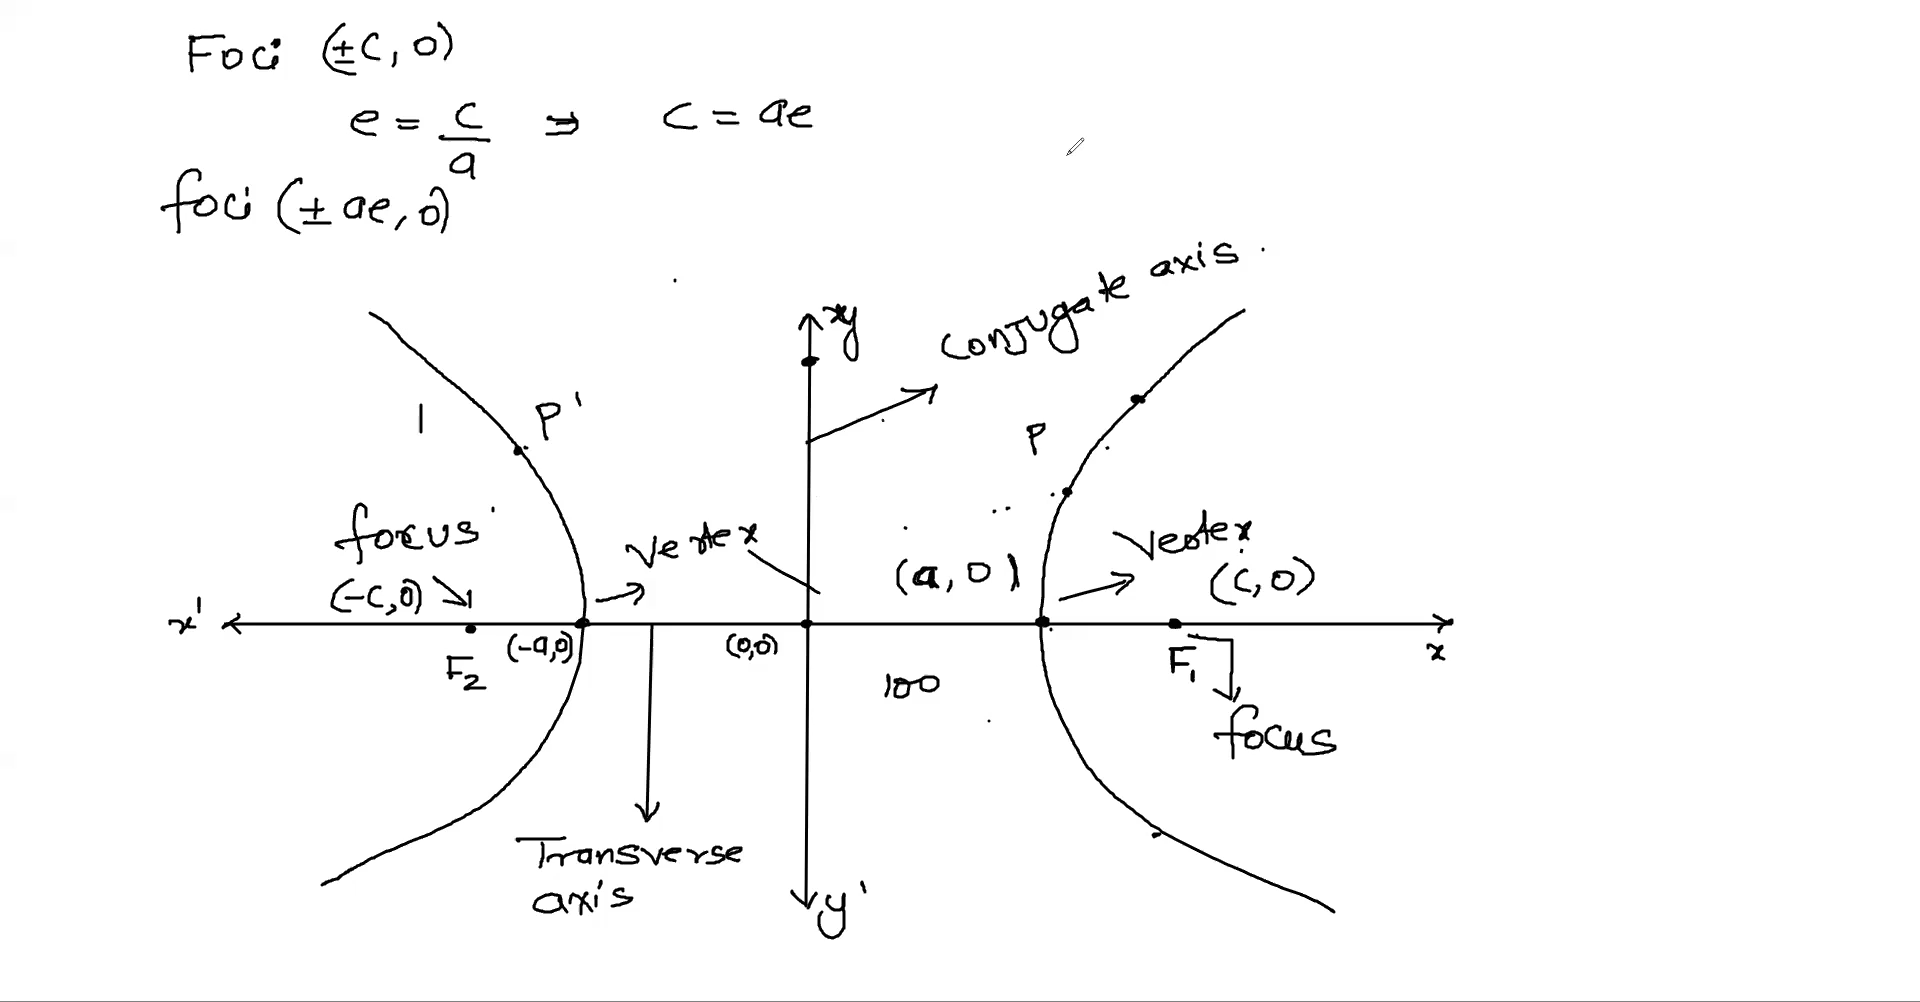 Foci (±c, 0)
e = c/a ⇒ c = ae
foci (± ae, 0)
conjugate axis
y
P'
P
focus
(-c, 0)
vertex
(a, 0)
vertex
(c, 0)
x'
F₂
(-a,0)
(0,0)
100
F₁
x
focus
Transverse
axis
y'